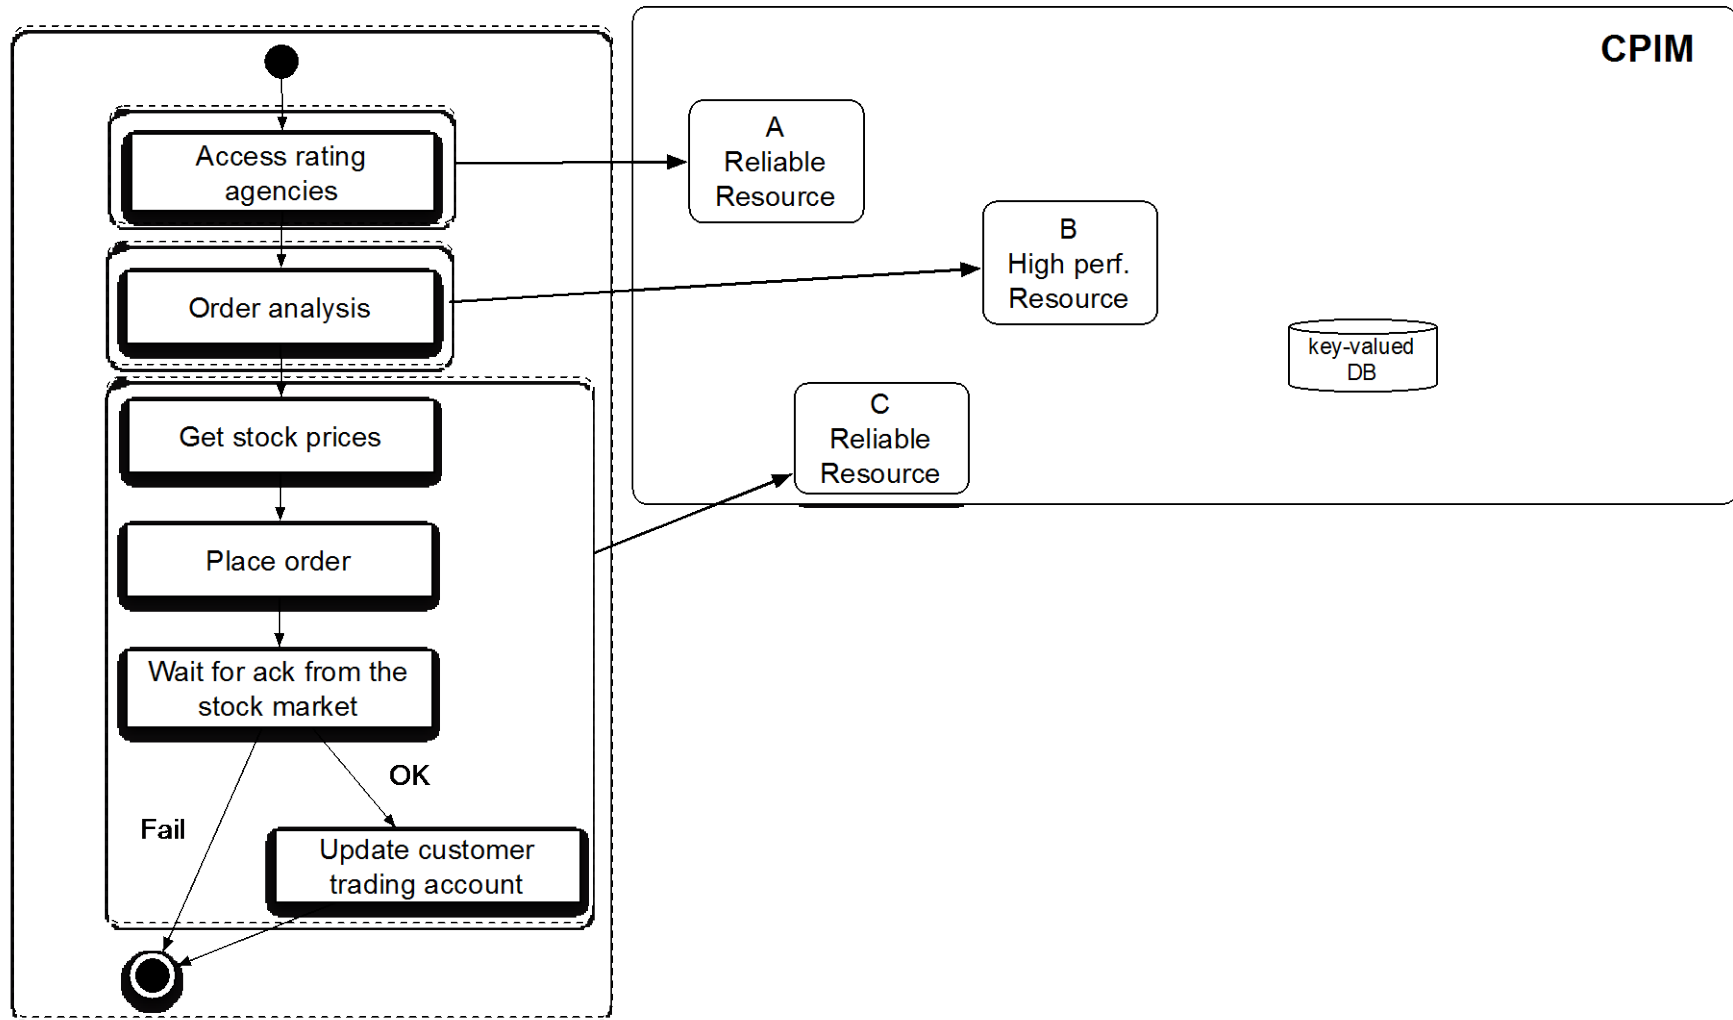 CPIM
Access rating
agencies
A
Reliable
Resource
Order analysis
B
High perf.
Resource
key-valued
DB
Get stock prices
C
Reliable
Resource
Place order
Wait for ack from the
stock market
OK
Fail
Update customer
trading account